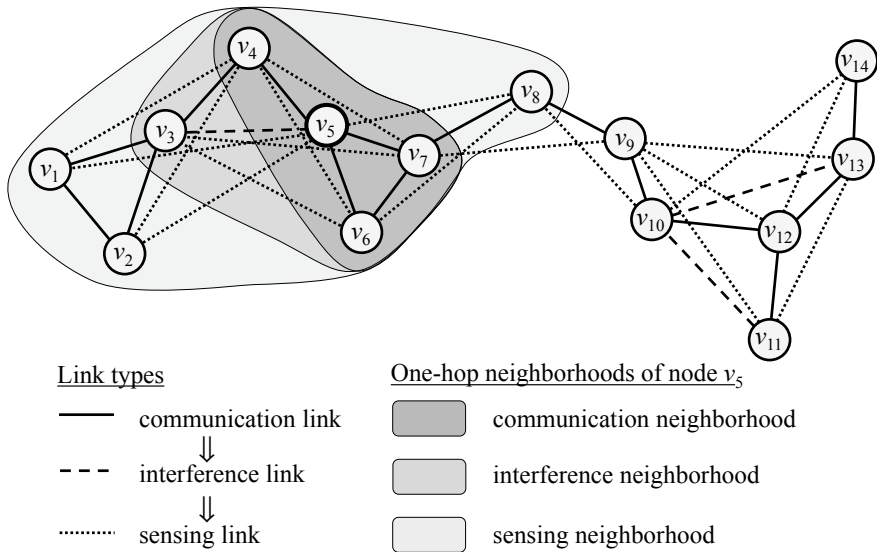 v4
v14
v8
v5
v3
v9
v7
v13
v1
v10
v6
v12
v2
v11
Link types
One-hop neighborhoods of node v5
communication link
communication neighborhood
⇓
interference link
interference neighborhood
⇓
sensing link
sensing neighborhood